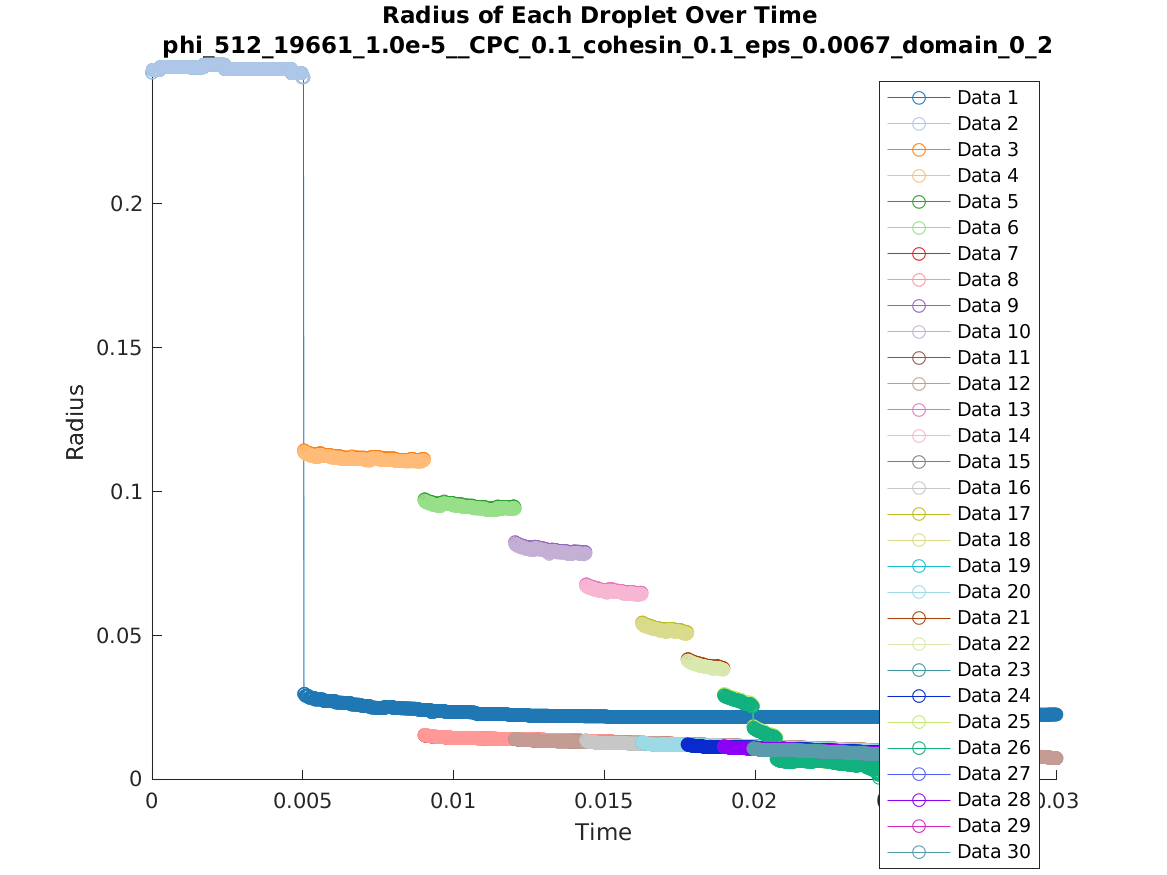 Radius of Each Droplet Over Time
phi_512_19661_1.0e-5__CPC_0.1_cohesin_0.1_eps_0.0067_domain_0_2
Radius
0.2
0.15
0.1
0.05
0
0
0.005
0.01
0.015
0.02
0.03
Time
Data 1
Data 2
Data 3
Data 4
Data 5
Data 6
Data 7
Data 8
Data 9
Data 10
Data 11
Data 12
Data 13
Data 14
Data 15
Data 16
Data 17
Data 18
Data 19
Data 20
Data 21
Data 22
Data 23
Data 24
Data 25
Data 26
Data 27
Data 28
Data 29
Data 30